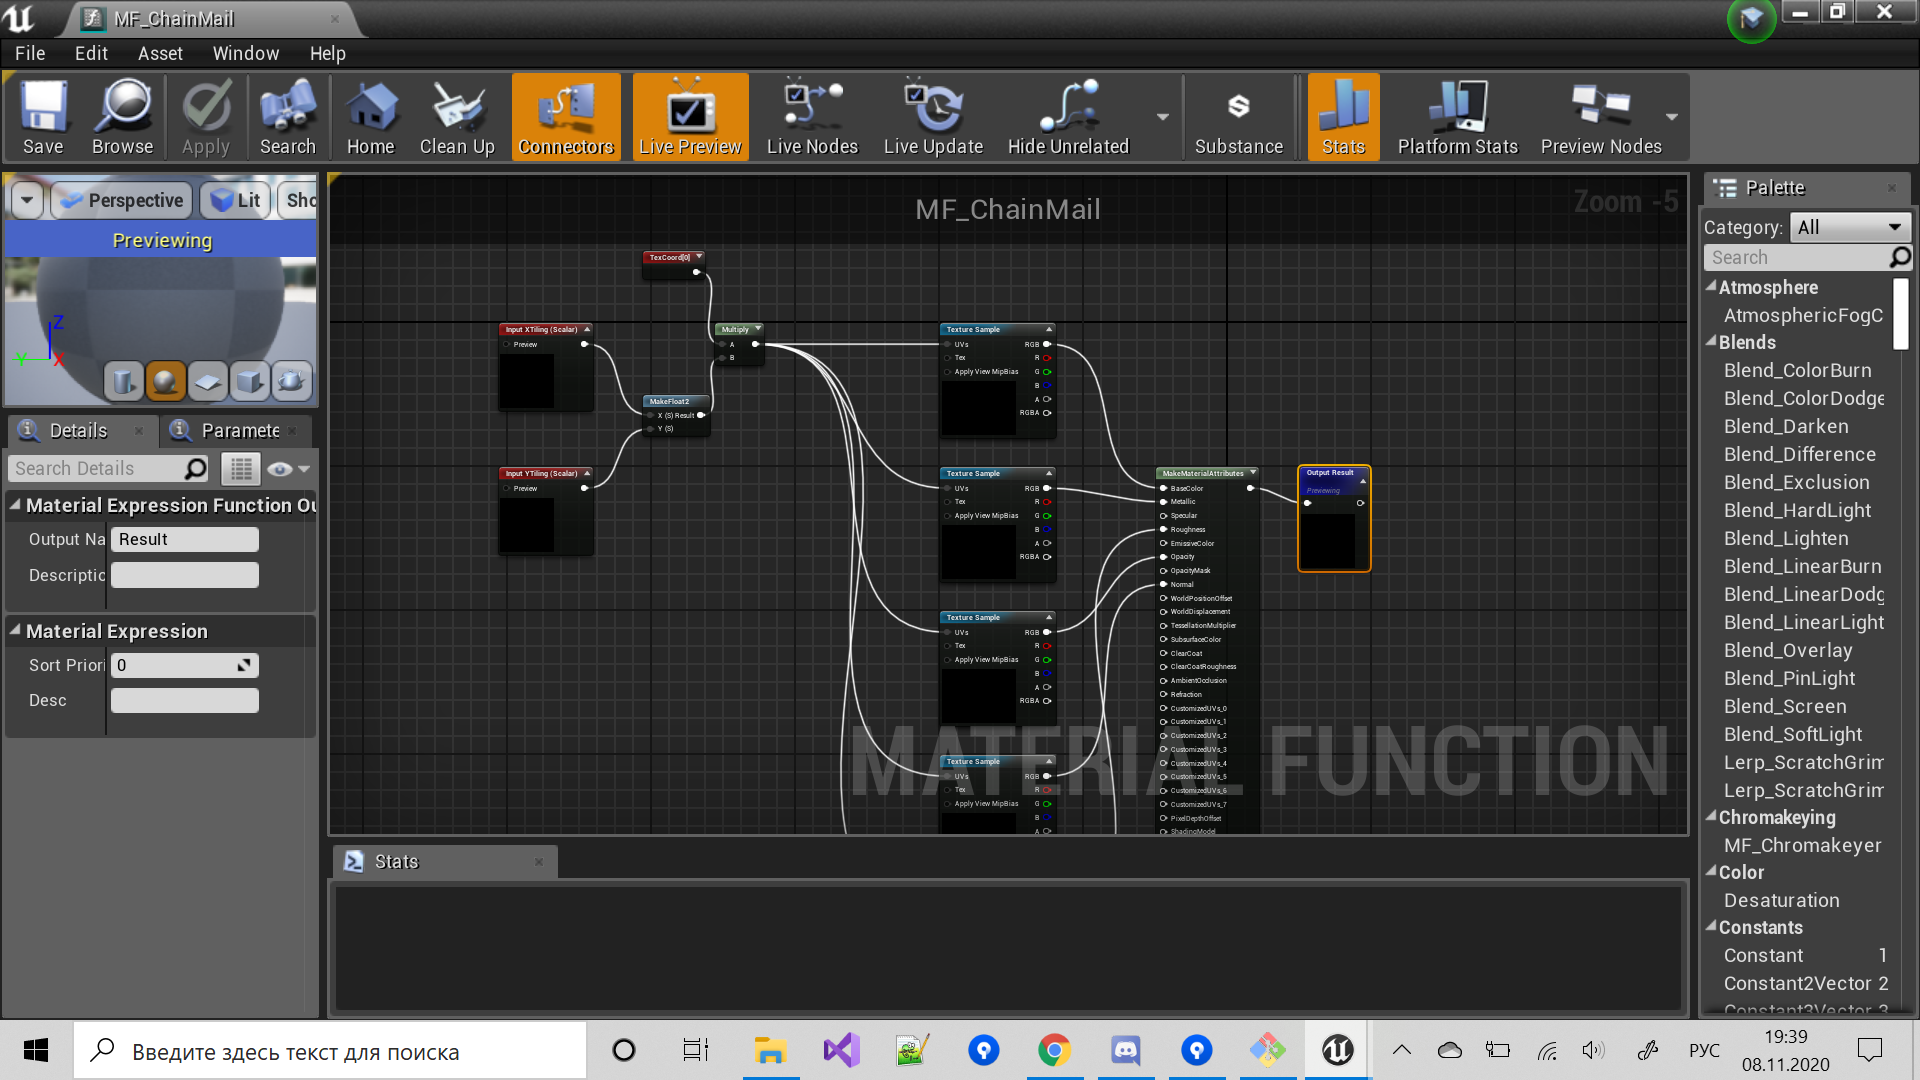 MF_ChainMail
File Edit Asset Window Help
Save Browse Apply Search Home Clean Up Connectors Live Preview Live Nodes Live Update Hide Unrelated Substance Stats Platform Stats Preview Nodes
Perspective Lit Sho
Previewing
Z
Y X
Details Paramete
Search Details
Material Expression Function Ou
Output Na Result
Descriptic
Material Expression
Sort Priori 0
Desc
MF_ChainMail
Zoom -5
TexCoord[0]
Input XTiling (Scalar)
Preview
Multiply
A
B
MakeFloat2
X (S) Result
Y (S)
Input YTiling (Scalar)
Preview
Texture Sample
UVs RGB
Tex R
Apply View MipBias G
B
A
RGBA
Texture Sample
UVs RGB
Tex R
Apply View MipBias G
B
A
RGBA
Texture Sample
UVs RGB
Tex R
Apply View MipBias G
B
A
RGBA
Texture Sample
UVs RGB
Tex R
Apply View MipBias G
B
A
MakeMaterialAttributes
BaseColor
Metallic
Specular
Roughness
EmissiveColor
Opacity
OpacityMask
Normal
WorldPositionOffset
WorldDisplacement
TessellationMultiplier
SubsurfaceColor
ClearCoat
ClearCoatRoughness
AmbientOcclusion
Refraction
CustomizedUVs_0
CustomizedUVs_1
CustomizedUVs_2
CustomizedUVs_3
CustomizedUVs_4
CustomizedUVs_5
CustomizedUVs_6
CustomizedUVs_7
PixelDepthOffset
ShadingModel
Output Result
Previewing
MATERIAL FUNCTION
Stats
Palette
Category: All
Search
Atmosphere
AtmosphericFogC
Blends
Blend_ColorBurn
Blend_ColorDodge
Blend_Darken
Blend_Difference
Blend_Exclusion
Blend_HardLight
Blend_Lighten
Blend_LinearBurn
Blend_LinearDodg
Blend_LinearLight
Blend_Overlay
Blend_PinLight
Blend_Screen
Blend_SoftLight
Lerp_ScratchGrim
Lerp_ScratchGrim
Chromakeying
MF_Chromakeyer
Color
Desaturation
Constants
Constant 1
Constant2Vector 2
Constant3Vector 3
Введите здесь текст для поиска
РУС
19:39
08.11.2020